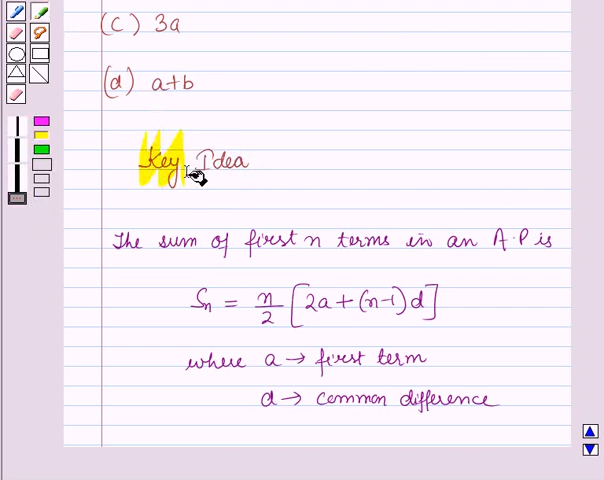 (c) 3a
(d) a+b
Key Idea
The sum of first n terms in an A.P is
Sn = n/2 [2a+(n-1)d]
where a → first term
d → common difference